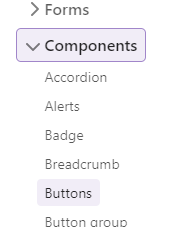 Forms
Components
Accordion
Alerts
Badge
Breadcrumb
Buttons
Button group